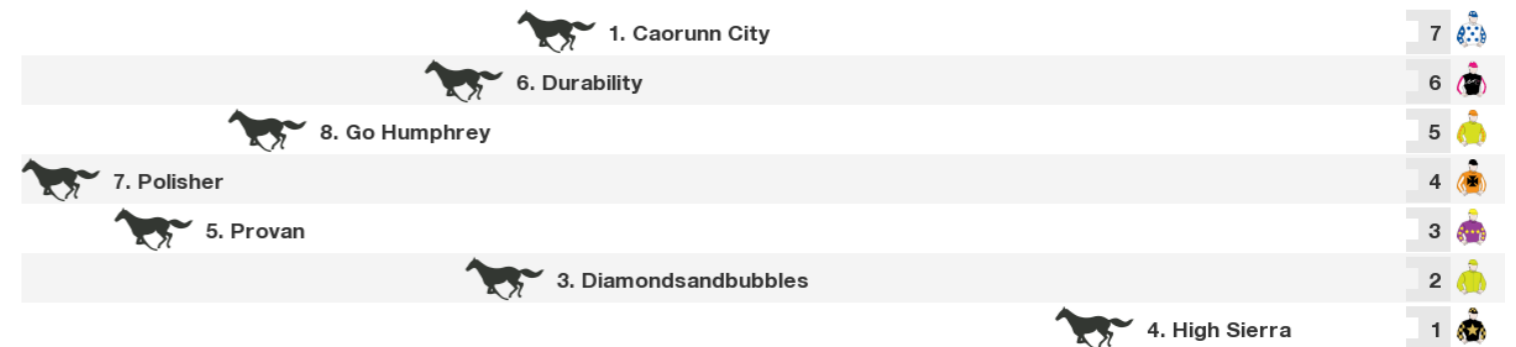 1. Caorunn City 7
6. Durability 6
8. Go Humphrey 5
7. Polisher 4
5. Provan 3
3. Diamondsandbubbles 2
4. High Sierra 1